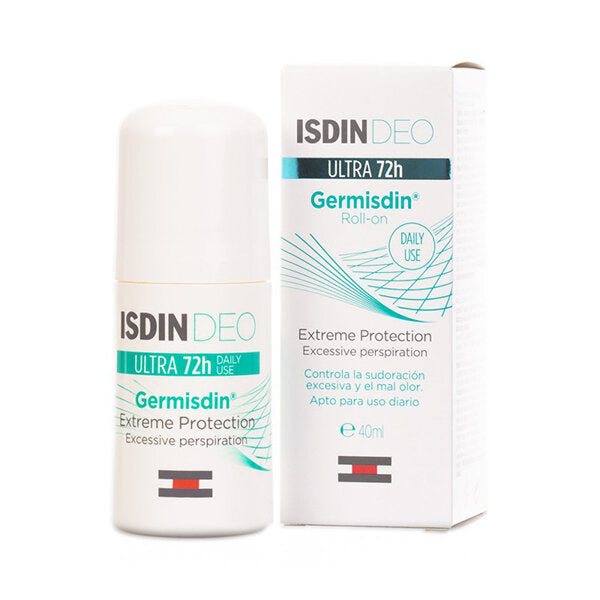 ISDIN DEO
ULTRA 72h DAILY USE
Germisdin®
Extreme Protection
Excessive perspiration
ISDIN DEO
ULTRA 72h
Germisdin®
Roll-on
DAILY
USE
Extreme Protection
Excessive perspiration
Controla la sudoración
excesiva y el mal olor.
Apto para uso diario
℮ 40ml